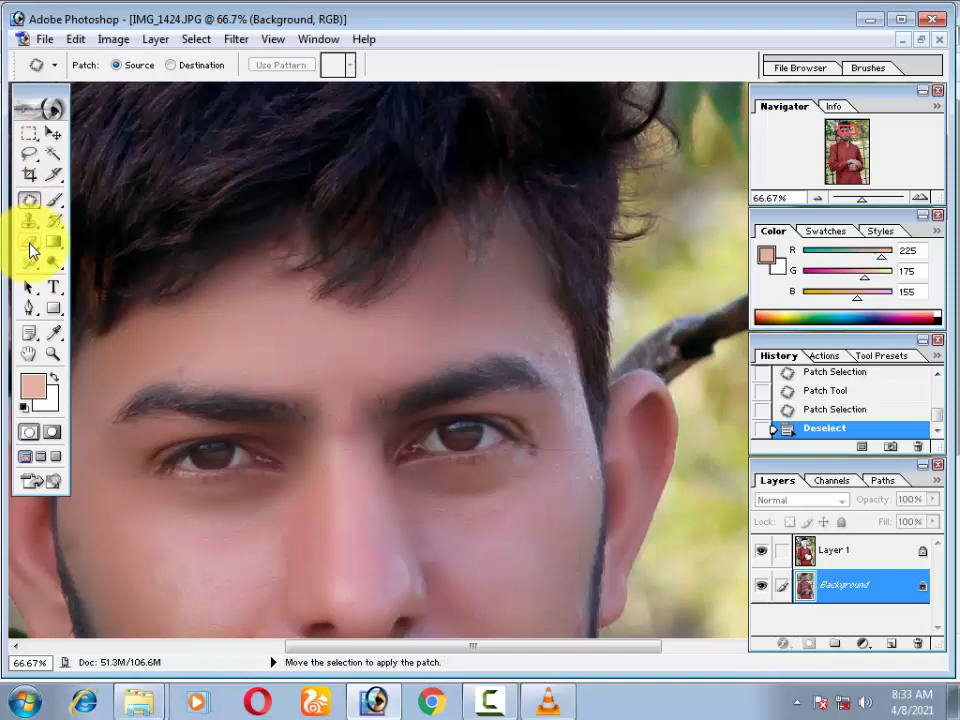 Adobe Photoshop - [IMG_1424.JPG @ 66.7% (Background, RGB)]
File Edit Image Layer Select Filter View Window Help
Patch: Source Destination Use Pattern File Browser Brushes
Navigator Info
66.67%
Color Swatches Styles
R 225
G 175
B 155
History Actions Tool Presets
Patch Selection
Patch Tool
Patch Selection
Deselect
Layers Channels Paths
Normal Opacity: 100%
Lock: Fill: 100%
Layer 1
Background
66.67% Doc: 51.3M/106.6M Move the selection to apply the patch.
8:33 AM
4/8/2021